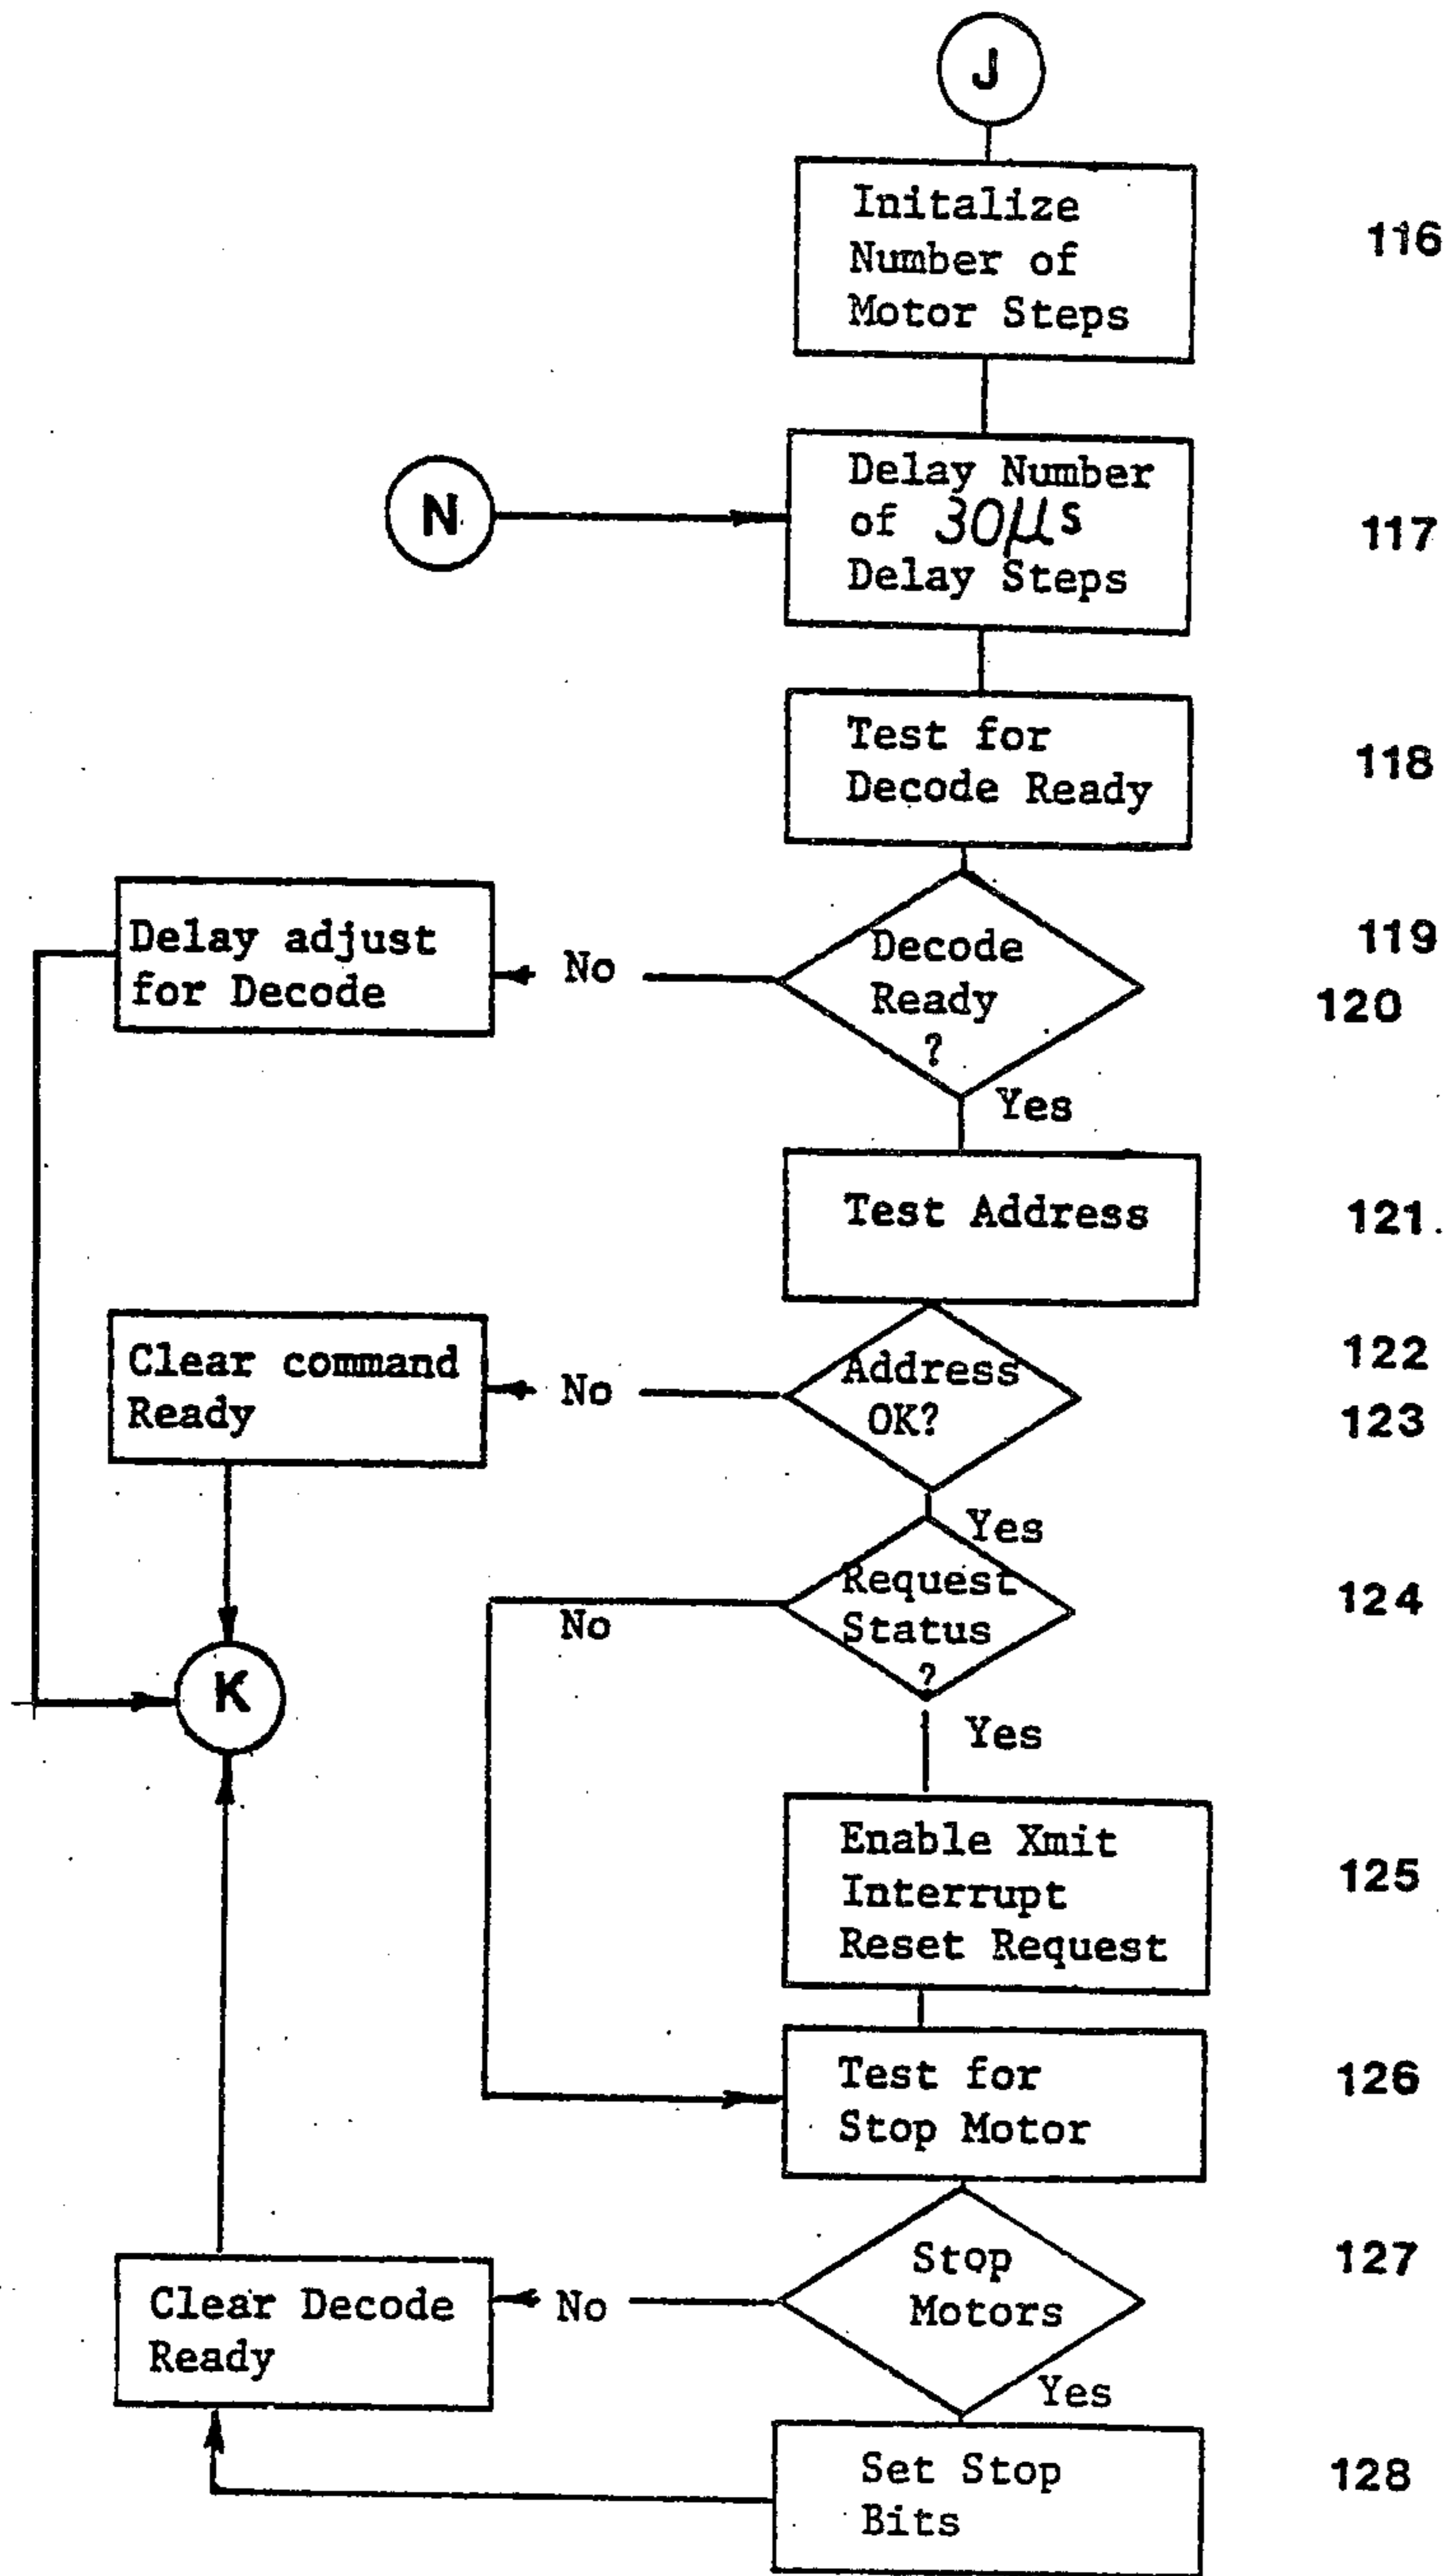 J
Initalize
Number of
Motor Steps
116
N
Delay Number
of 30µs
Delay Steps
117
Test for
Decode Ready
118
Delay adjust
for Decode
No
Decode
Ready
?
119
120
Yes
Test Address
121.
Clear command
Ready
No
Address
OK?
122
123
Yes
Request
Status
?
124
No
K
Yes
Enable Xmit
Interrupt
Reset Request
125
Test for
Stop Motor
126
Clear Decode
Ready
No
Stop
Motors
127
Yes
Set Stop
Bits
128